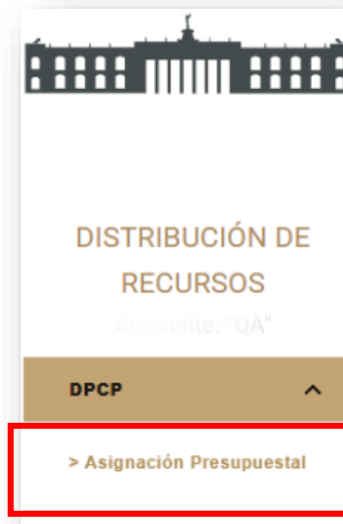 DISTRIBUCIÓN DE
RECURSOS
Ambiente: "QA"
DPCP
> Asignación Presupuestal